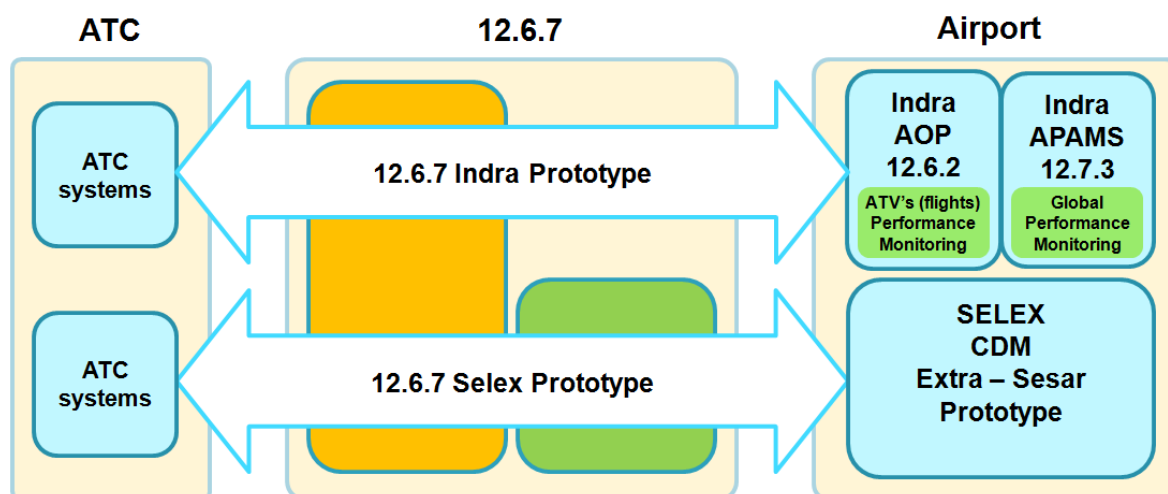 ATC
12.6.7
Airport
ATC
systems
12.6.7 Indra Prototype
Indra
AOP
12.6.2
ATV's (flights)
Performance
Monitoring
Indra
APAMS
12.7.3
Global
Performance
Monitoring
ATC
systems
12.6.7 Selex Prototype
SELEX
CDM
Extra – Sesar
Prototype